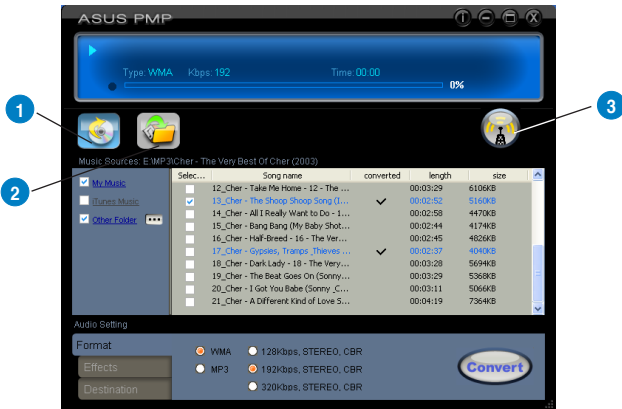 ASUS PMP
Type: WMA Kbps: 192 Time: 00:00
0%
1
3
2
Music Sources: E:\MP3\Cher - The Very Best Of Cher (2003)
My Music
iTunes Music
Other Folder
Selec... Song name converted length size
12_Cher - Take Me Home - 12 - The ... 00:03:29 6106KB
13_Cher - The Shoop Shoop Song (I... 00:02:52 5160KB
14_Cher - All I Really Want to Do - 1... 00:02:58 4470KB
15_Cher - Bang Bang (My Baby Shot... 00:02:44 4174KB
16_Cher - Half-Breed - 16 - The Ver... 00:02:45 4826KB
17_Cher - Gypsies, Tramps _Thieves ... 00:02:37 4040KB
18_Cher - Dark Lady - 18 - The Very... 00:03:28 5694KB
19_Cher - The Beat Goes On (Sonny... 00:03:29 5368KB
20_Cher - I Got You Babe (Sonny _C... 00:03:11 5066KB
21_Cher - A Different Kind of Love S... 00:04:19 7364KB
Audio Setting
Format
Effects
Destination
WMA 128Kbps, STEREO, CBR
MP3 192Kbps, STEREO, CBR
320Kbps, STEREO, CBR
Convert